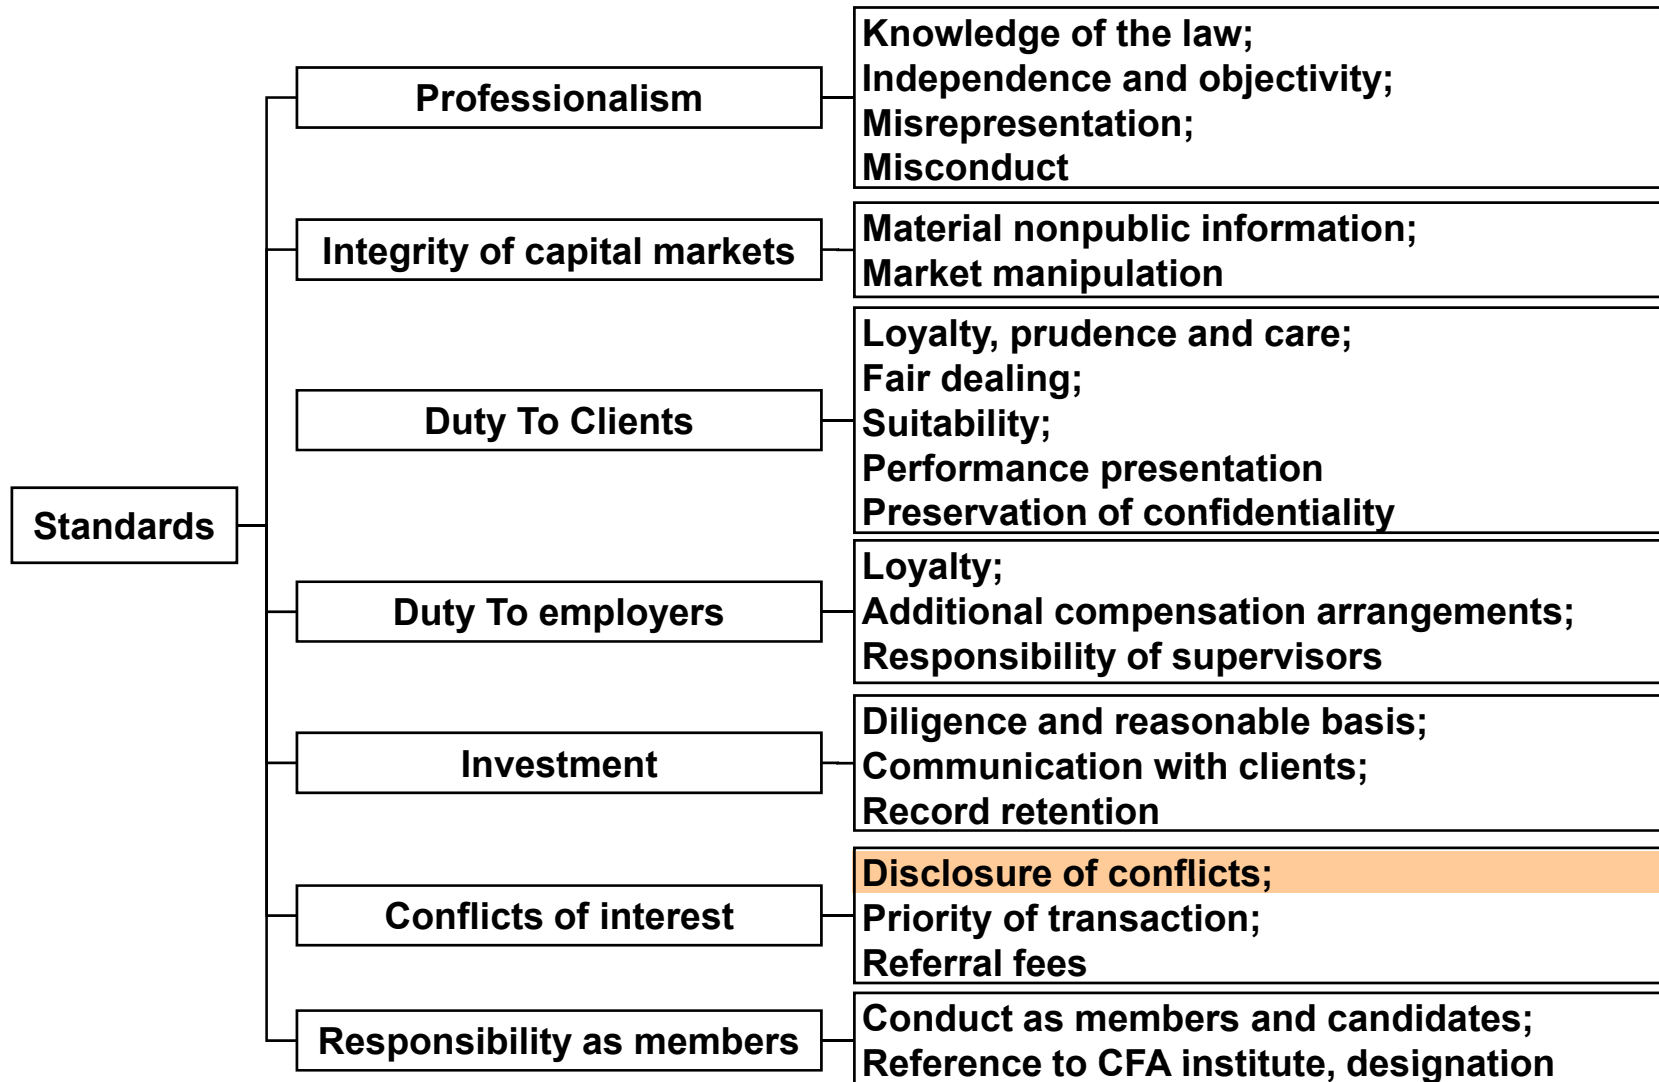 Standards
Professionalism
Knowledge of the law;
Independence and objectivity;
Misrepresentation;
Misconduct
Integrity of capital markets
Material nonpublic information;
Market manipulation
Duty To Clients
Loyalty, prudence and care;
Fair dealing;
Suitability;
Performance presentation
Preservation of confidentiality
Duty To employers
Loyalty;
Additional compensation arrangements;
Responsibility of supervisors
Investment
Diligence and reasonable basis;
Communication with clients;
Record retention
Conflicts of interest
Disclosure of conflicts;
Priority of transaction;
Referral fees
Responsibility as members
Conduct as members and candidates;
Reference to CFA institute, designation